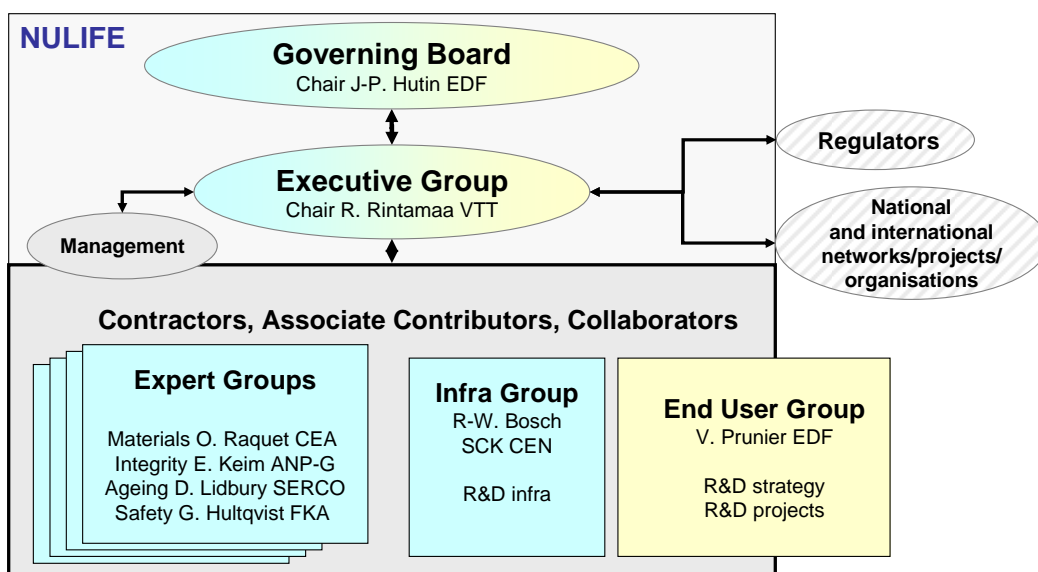 NULIFE
Governing Board
Chair J-P. Hutin EDF
Regulators
Executive Group
Chair R. Rintamaa VTT
Management
National
and international
networks/projects/
organisations
Contractors, Associate Contributors, Collaborators
Expert Groups
Materials O. Raquet CEA
Integrity E. Keim ANP-G
Ageing D. Lidbury SERCO
Safety G. Hultqvist FKA
Infra Group
R-W. Bosch
SCK CEN
R&D infra
End User Group
V. Prunier EDF
R&D strategy
R&D projects